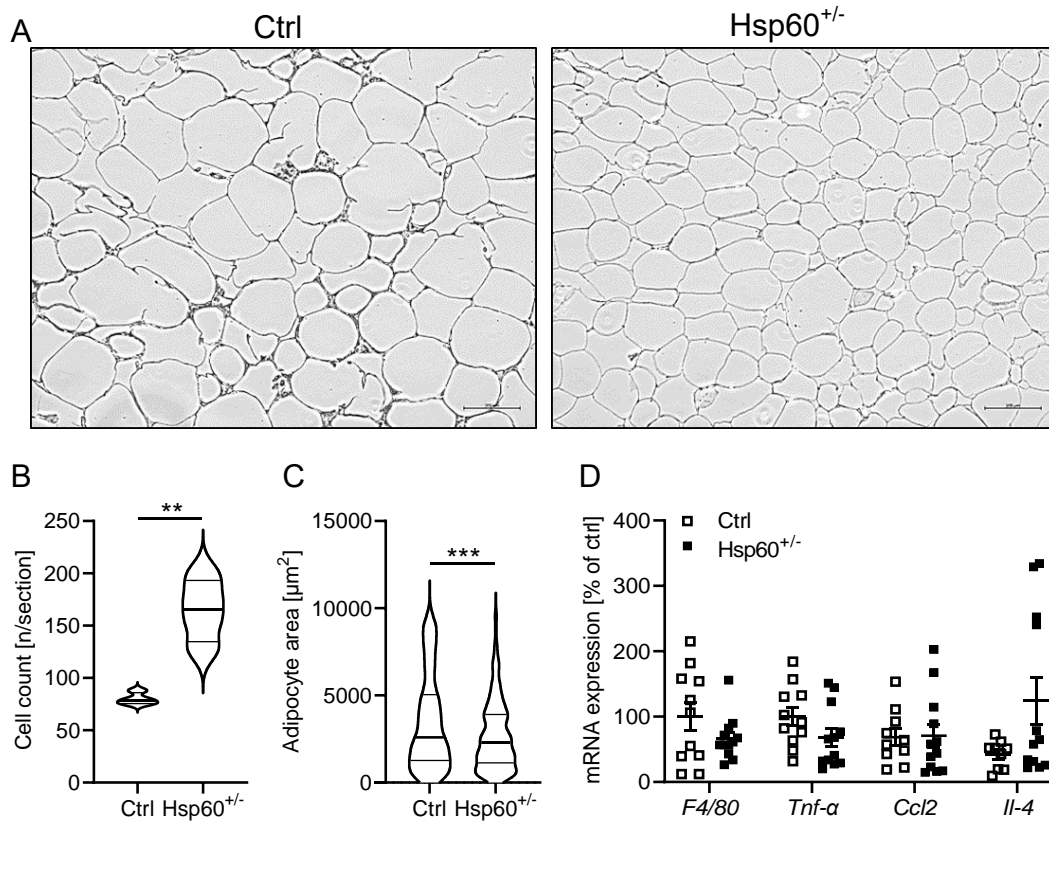 A
Ctrl
Hsp60+/-
B
C
D
Cell count [n/section]
250
200
150
100
50
0
**
Ctrl Hsp60+/-
Adipocyte area [µm2]
15000
10000
5000
0
***
Ctrl Hsp60+/-
mRNA expression [% of ctrl]
400
300
200
100
0
Ctrl
Hsp60+/-
F4/80 Tnf-α Ccl2 Il-4